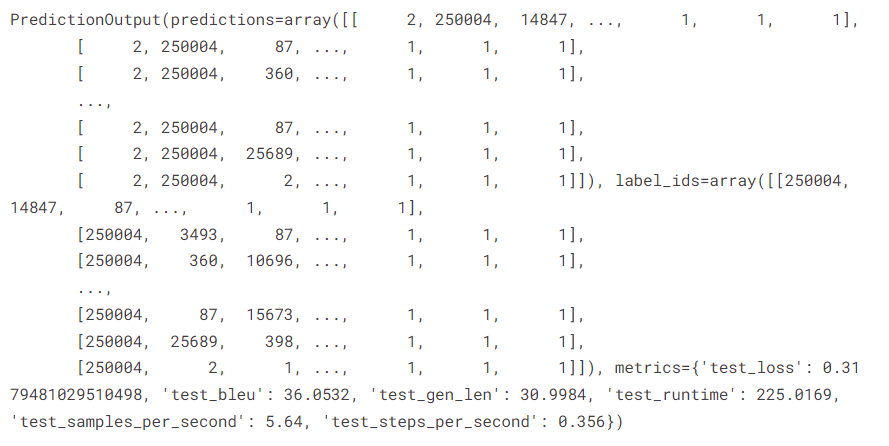 PredictionOutput(predictions=array([[     2, 250004,  14847, ...,      1,      1,      1],
       [     2, 250004,     87, ...,      1,      1,      1],
       [     2, 250004,    360, ...,      1,      1,      1],
       ...,
       [     2, 250004,     87, ...,      1,      1,      1],
       [     2, 250004,  25689, ...,      1,      1,      1],
       [     2, 250004,      2, ...,      1,      1,      1]]), label_ids=array([[250004,
14847,     87, ...,      1,      1,      1],
       [250004,   3493,     87, ...,      1,      1,      1],
       [250004,    360,  10696, ...,      1,      1,      1],
       ...,
       [250004,     87,  15673, ...,      1,      1,      1],
       [250004,  25689,    398, ...,      1,      1,      1],
       [250004,      2,      1, ...,      1,      1,      1]]), metrics={'test_loss': 0.31
79481029510498, 'test_bleu': 36.0532, 'test_gen_len': 30.9984, 'test_runtime': 225.0169,
'test_samples_per_second': 5.64, 'test_steps_per_second': 0.356})